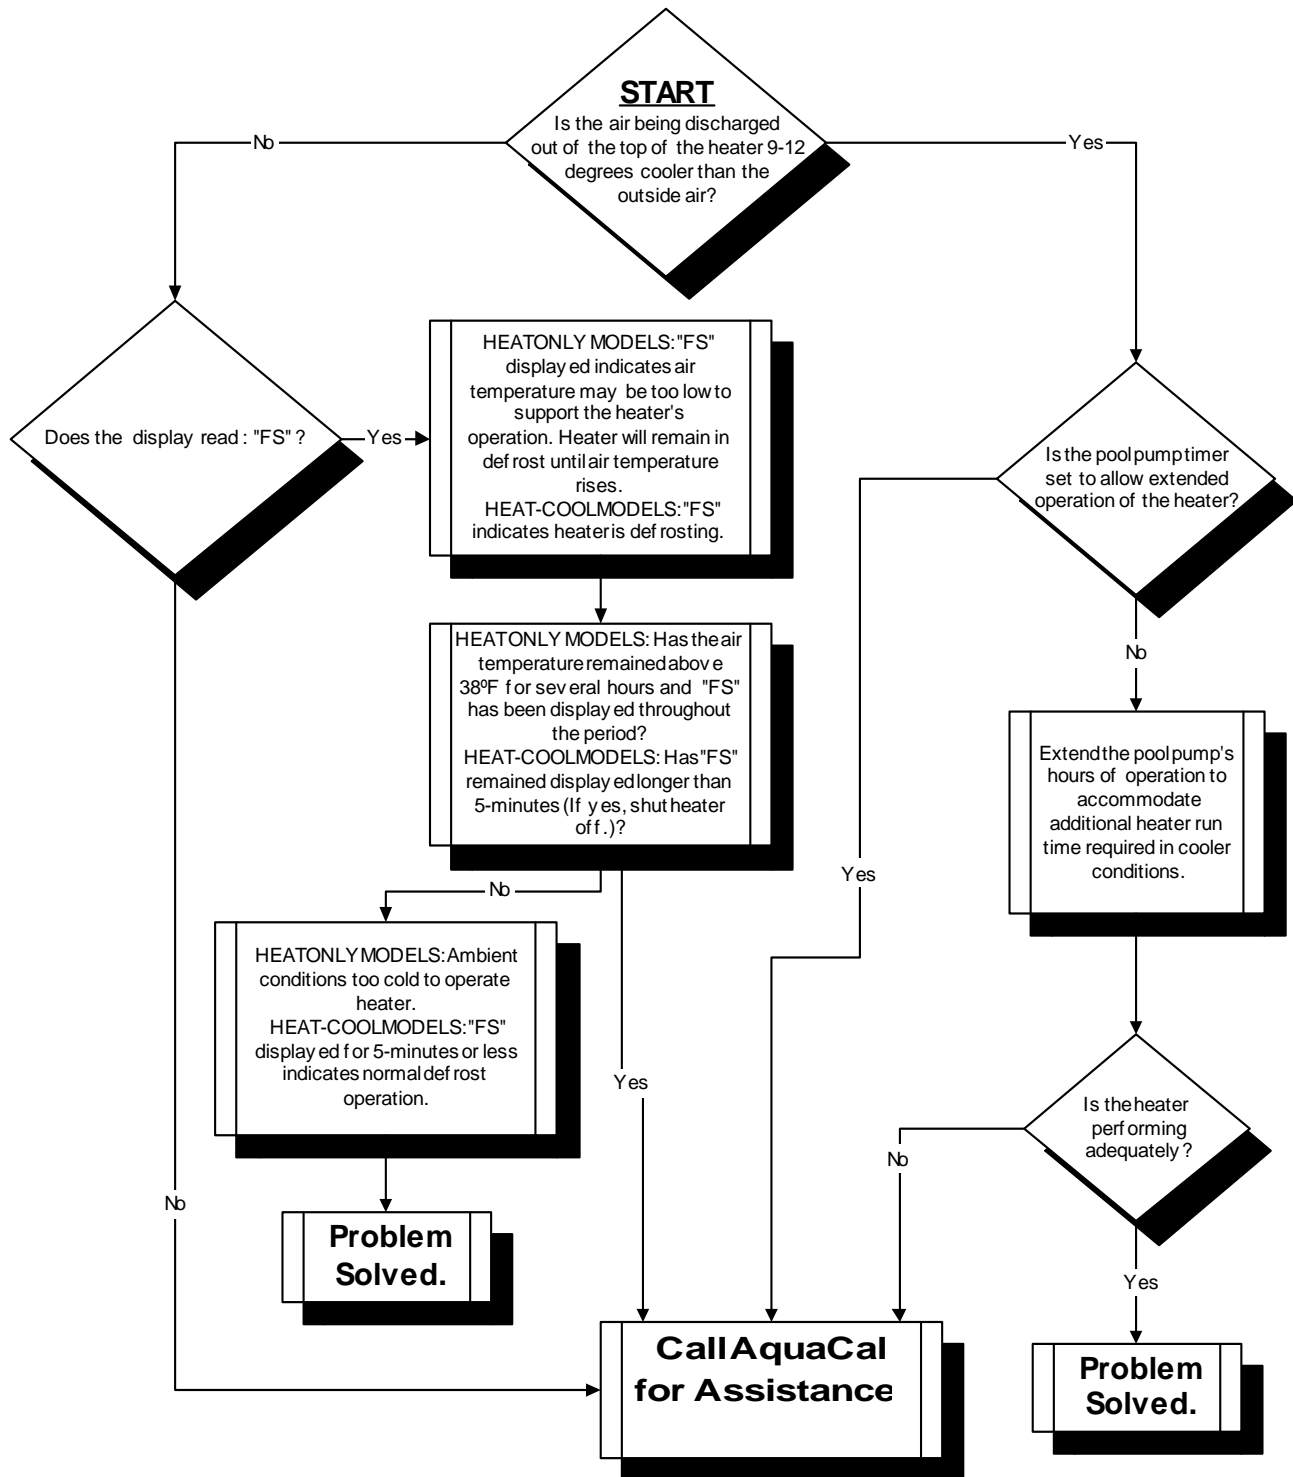 START
Is the air being discharged
out of the top of the heater 9-12
degrees cooler than the
outside air?
No
Yes
Does the display read : "FS" ?
Yes
HEATONLY MODELS: "FS"
displayed indicates air
temperature may be too low to
support the heater's
operation. Heater will remain in
defrost until air temperature
rises.
HEAT-COOL MODELS: "FS"
indicates heater is defrosting.
Is the pool pump timer
set to allow extended
operation of the heater?
No
HEATONLY MODELS: Has the air
temperature remained above
38ºF for several hours and "FS"
has been displayed throughout
the period?
HEAT-COOL MODELS: Has "FS"
remained displayed longer than
5-minutes (If yes, shut heater
off.)?
Extend the pool pump's
hours of operation to
accommodate
additional heater run
time required in cooler
conditions.
Yes
No
HEATONLY MODELS: Ambient
conditions too cold to operate
heater.
HEAT-COOL MODELS: "FS"
displayed for 5-minutes or less
indicates normal defrost
operation.
Yes
Is the heater
performing
adequately?
No
No
Problem
Solved.
Yes
Call AquaCal
for Assistance
Problem
Solved.